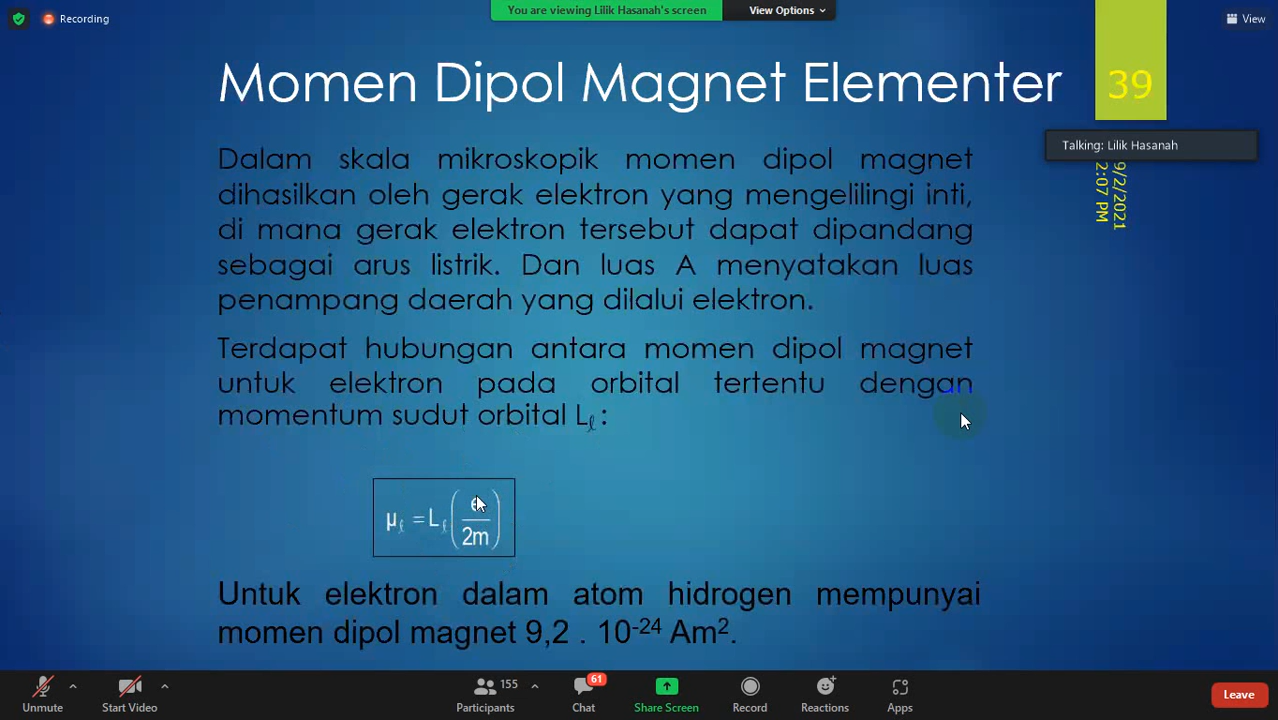 Recording
You are viewing Lilik Hasanah's screen
View Options
View
Momen Dipol Magnet Elementer
39
Talking: Lilik Hasanah
9/2/2021
2:07 PM
Dalam skala mikroskopik momen dipol magnet
dihasilkan oleh gerak elektron yang mengelilingi inti,
di mana gerak elektron tersebut dapat dipandang
sebagai arus listrik. Dan luas A menyatakan luas
penampang daerah yang dilalui elektron.
Terdapat hubungan antara momen dipol magnet
untuk elektron pada orbital tertentu dengan
momentum sudut orbital Lℓ :
μℓ = Lℓ (e/2m)
Untuk elektron dalam atom hidrogen mempunyai
momen dipol magnet 9,2 . 10⁻²⁴ Am².
Unmute
Start Video
155
Participants
61
Chat
Share Screen
Record
Reactions
Apps
Leave